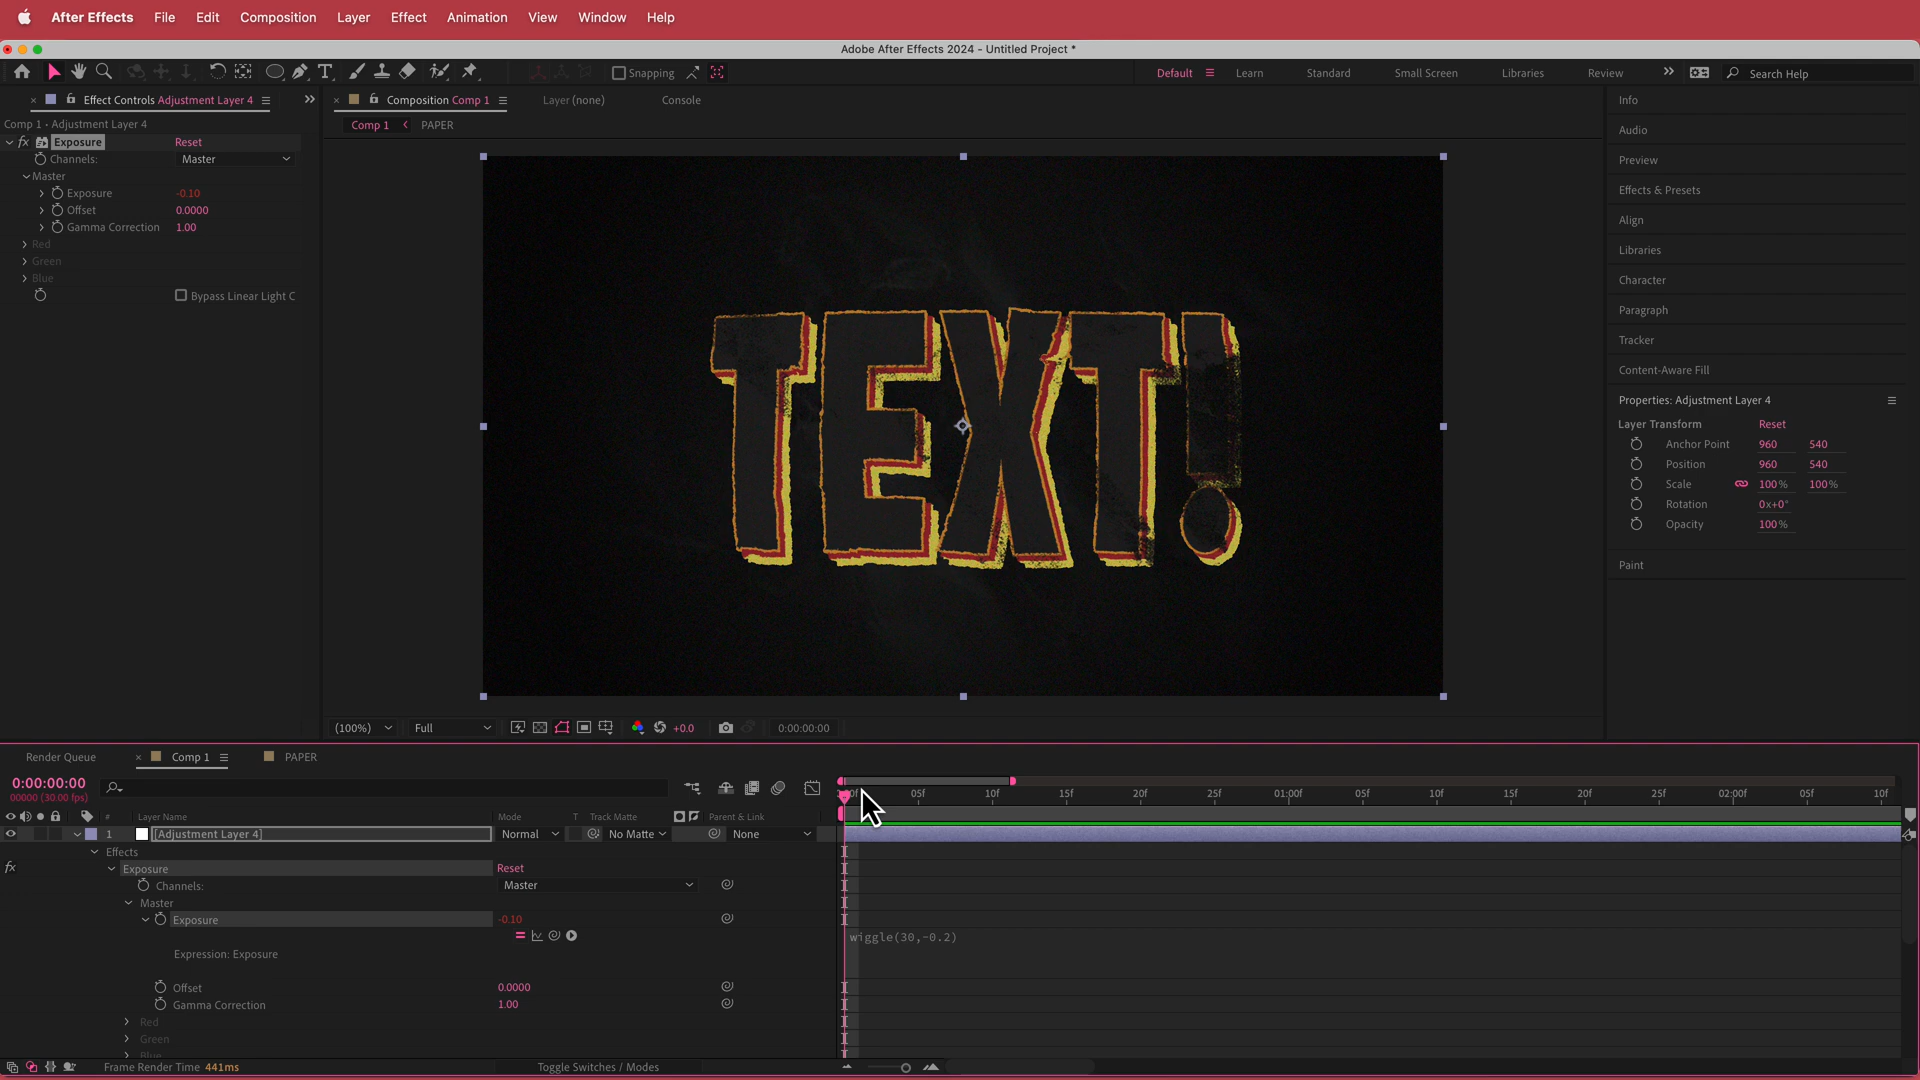 After Effects File Edit Composition Layer Effect Animation View Window Help
Adobe After Effects 2024 - Untitled Project *
Snapping
Default Learn Standard Small Screen Libraries Review Search Help
Effect Controls Adjustment Layer 4
Composition Comp 1 Layer (none) Console
Comp 1 • Adjustment Layer 4
Comp 1 PAPER
fx Exposure Reset
Channels: Master
Master
Exposure -0.10
Offset 0.0000
Gamma Correction 1.00
Red
Green
Blue
Bypass Linear Light C
TEXT!
Info
Audio
Preview
Effects & Presets
Align
Libraries
Character
Paragraph
Tracker
Content-Aware Fill
Properties: Adjustment Layer 4
Layer Transform Reset
Anchor Point 960 540
Position 960 540
Scale 100% 100%
Rotation 0x+0°
Opacity 100%
Paint
(100%) Full +0.0 0:00:00:00
Render Queue Comp 1 PAPER
0:00:00:00
00000 (30.00 fps)
05f 10f 15f 20f 25f 01:00f 05f 10f 15f 20f 25f 02:00f 05f 10f
# Layer Name Mode T Track Matte Parent & Link
1 [Adjustment Layer 4] Normal No Matte None
Effects
fx Exposure Reset
Channels: Master
Master
Exposure -0.10
wiggle(30,-0.2)
Expression: Exposure
Offset 0.0000
Gamma Correction 1.00
Red
Green
Blue
Frame Render Time 441ms Toggle Switches / Modes